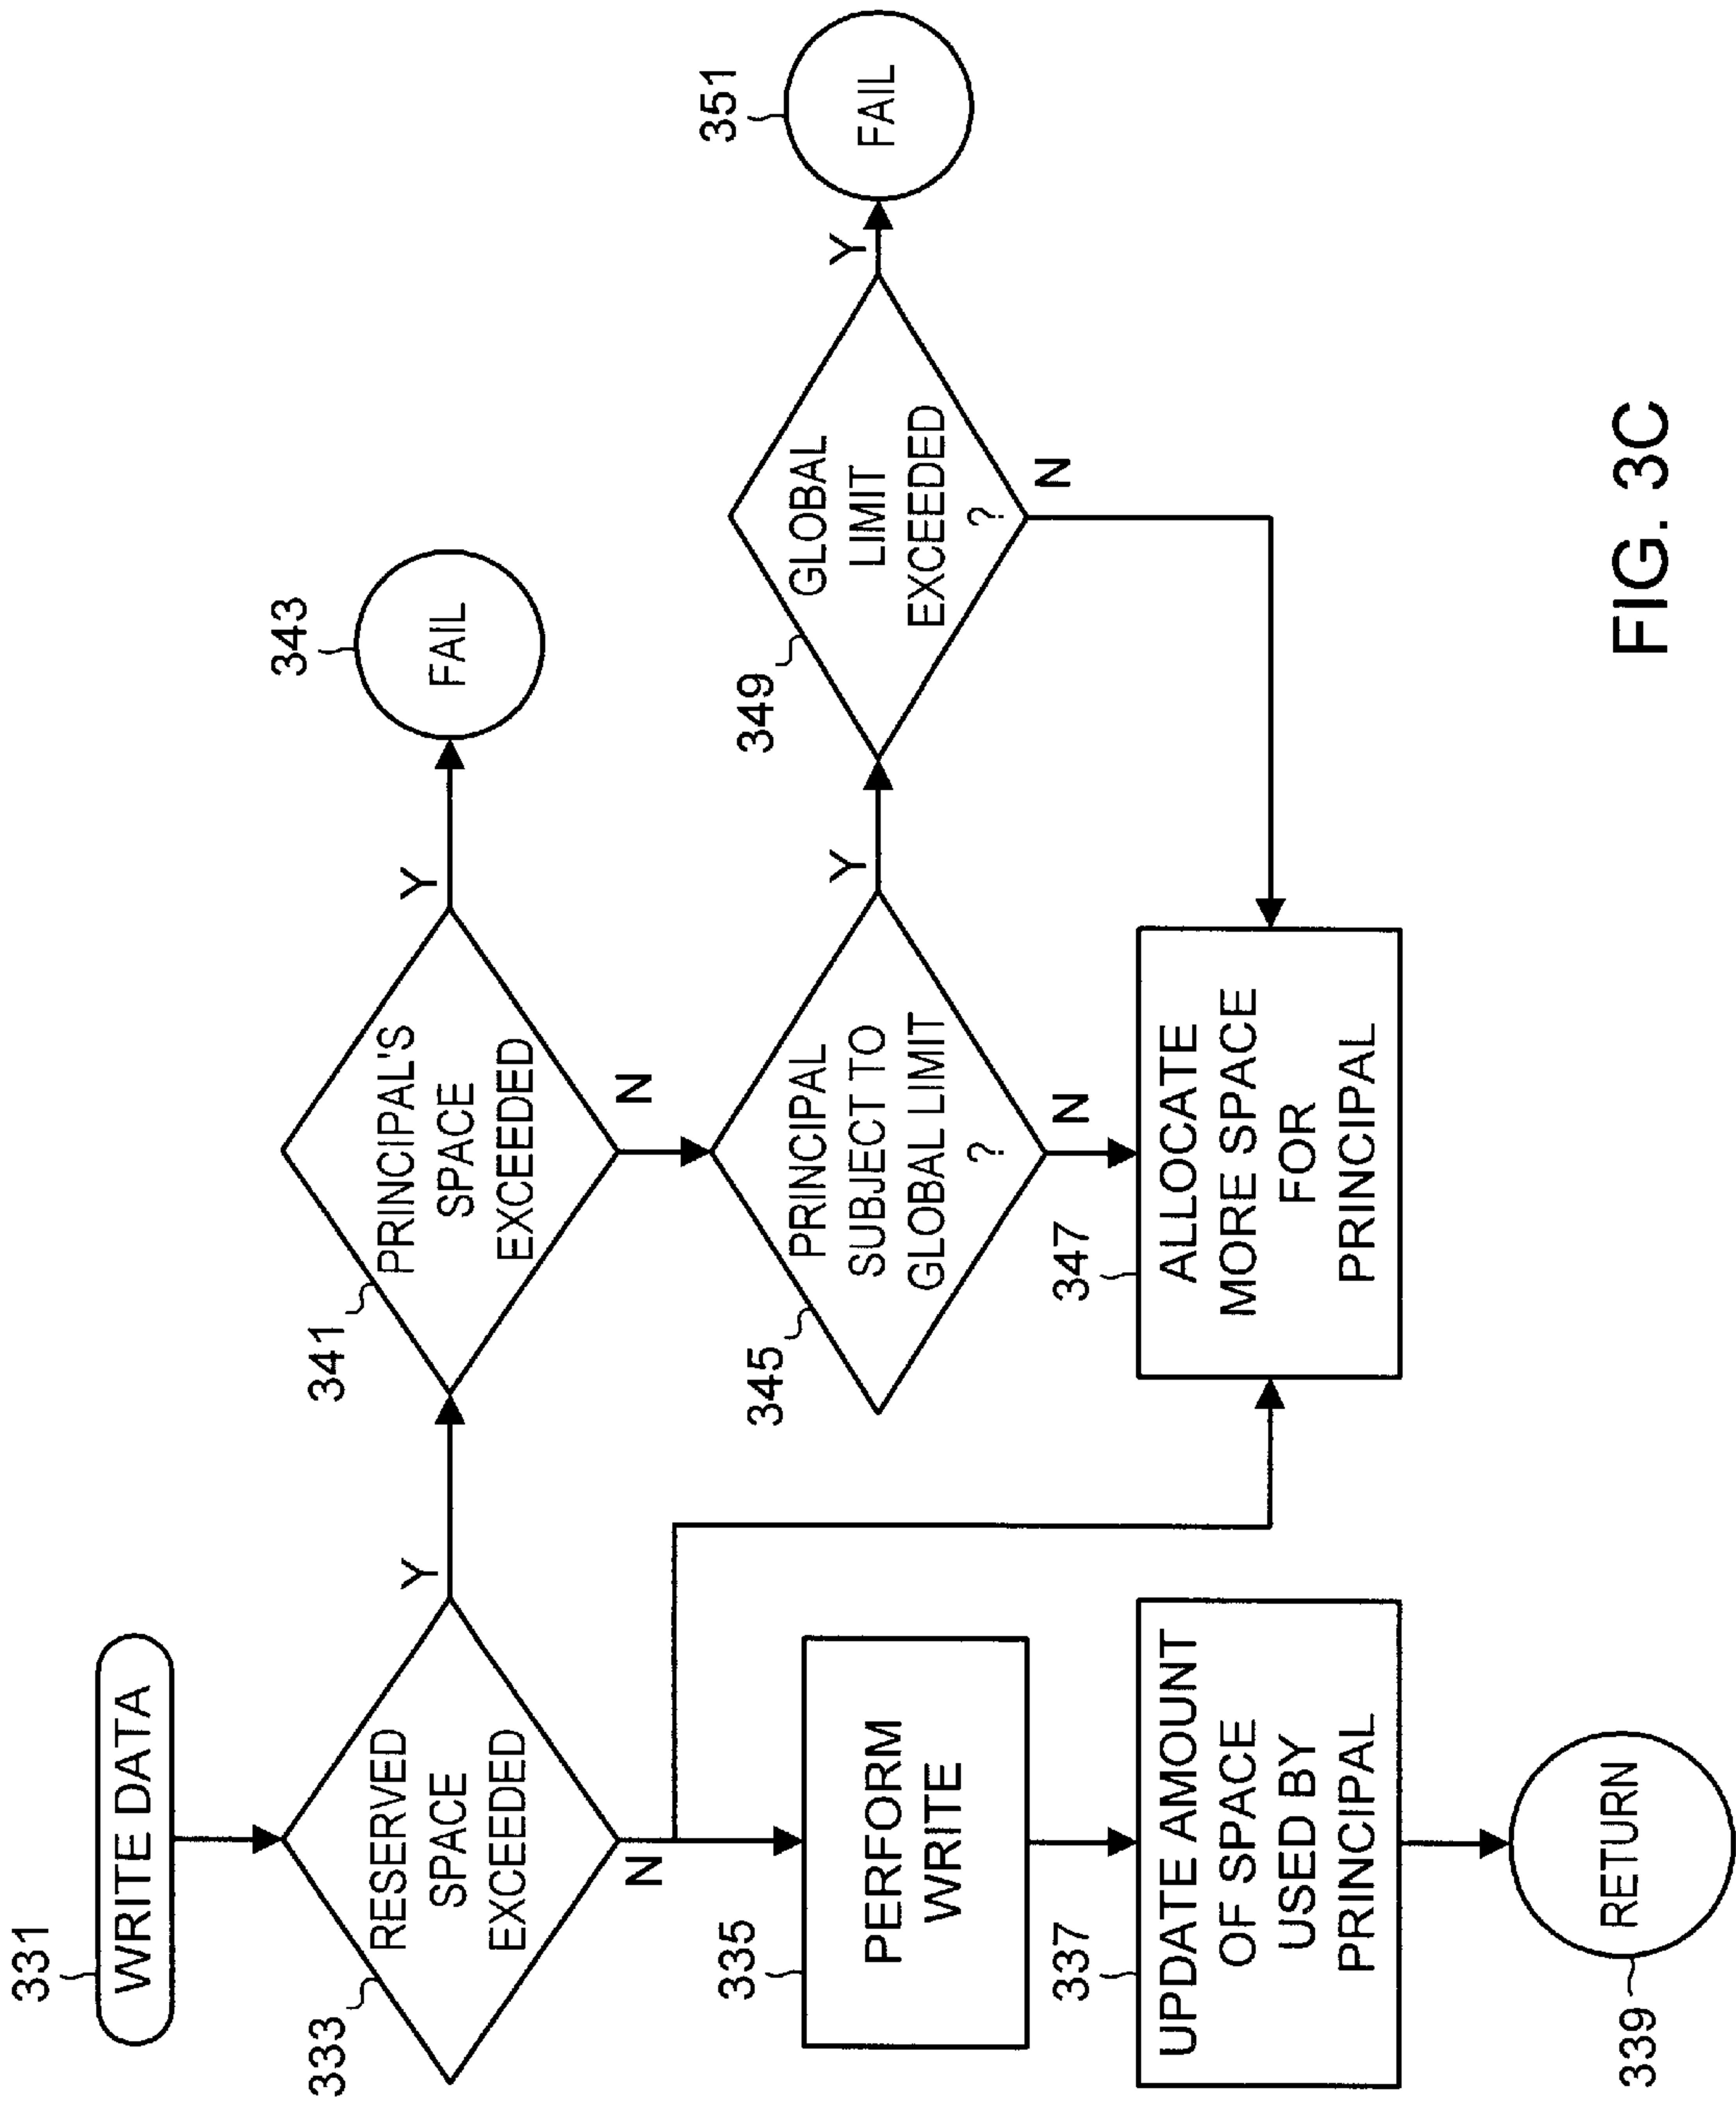 331
WRITE DATA
333
RESERVED
SPACE
EXCEEDED
Y
N
341
PRINCIPAL'S
SPACE
EXCEEDED
Y
N
343
FAIL
335
PERFORM
WRITE
345
PRINCIPAL
SUBJECT TO
GLOBAL LIMIT
?
Y
N
349
GLOBAL
LIMIT
EXCEEDED
?
Y
N
351
FAIL
337
UPDATE AMOUNT
OF SPACE
USED BY
PRINCIPAL
347
ALLOCATE
MORE SPACE
FOR
PRINCIPAL
339
RETURN
FIG. 3C